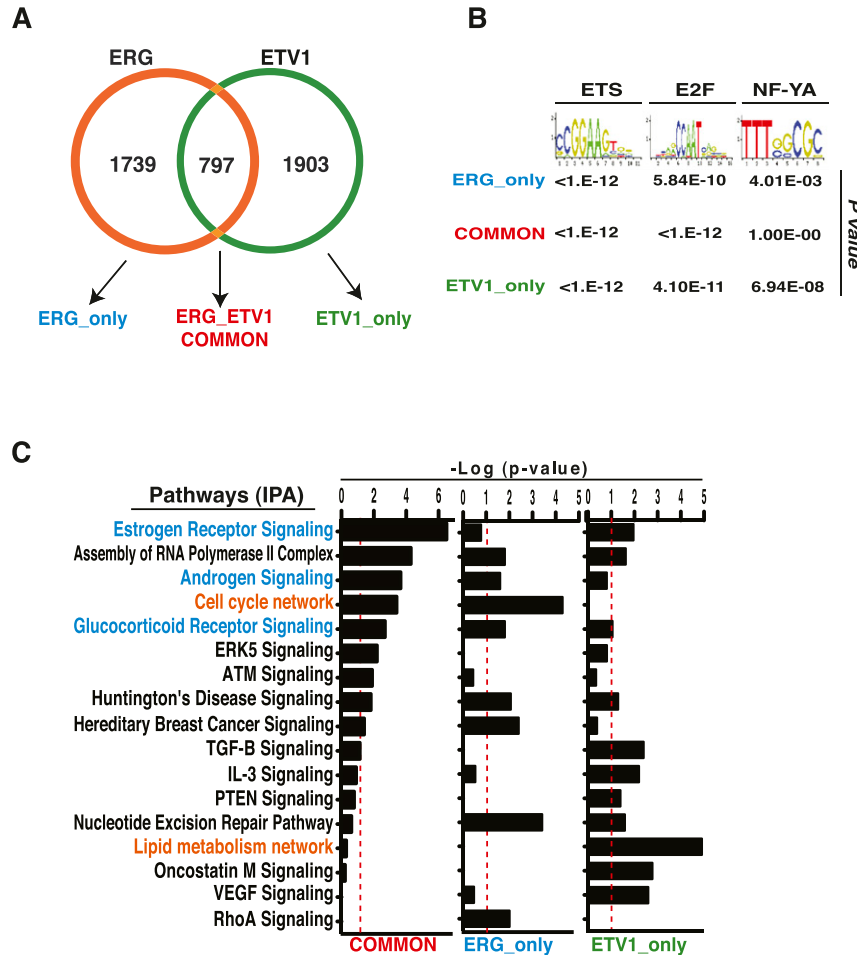 A
ERG
ETV1
1739
797
1903
ERG_only
ERG_ETV1
COMMON
ETV1_only
B
ETS
E2F
NF-YA
ERG_only <1.E-12 5.84E-10 4.01E-03
COMMON <1.E-12 <1.E-12 1.00E-00
ETV1_only <1.E-12 4.10E-11 6.94E-08
P value
C
-Log (p-value)
Pathways (IPA)
0 2 4 6
0 1 2 3 4 5
0 1 2 3 4 5
Estrogen Receptor Signaling
Assembly of RNA Polymerase II Complex
Androgen Signaling
Cell cycle network
Glucocorticoid Receptor Signaling
ERK5 Signaling
ATM Signaling
Huntington's Disease Signaling
Hereditary Breast Cancer Signaling
TGF-B Signaling
IL-3 Signaling
PTEN Signaling
Nucleotide Excision Repair Pathway
Lipid metabolism network
Oncostatin M Signaling
VEGF Signaling
RhoA Signaling
COMMON
ERG_only
ETV1_only